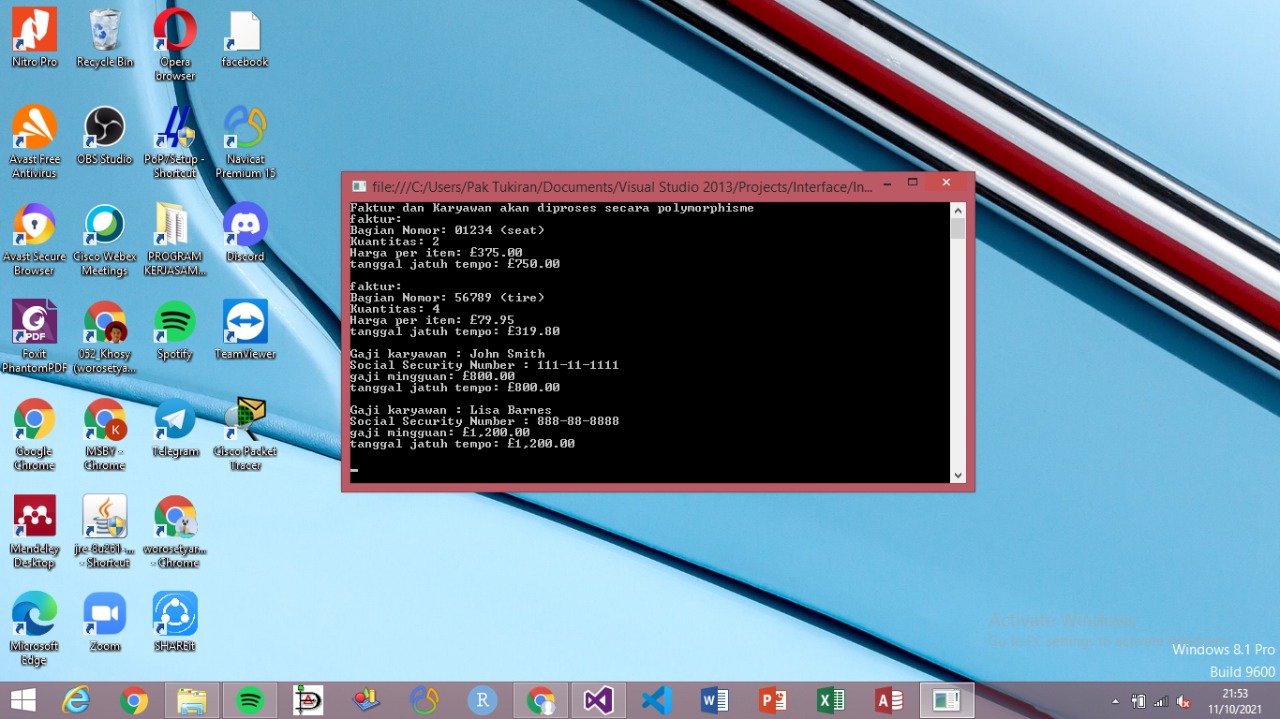 Nitro Pro
Recycle Bin
Opera browser
facebook
Avast Free Antivirus
OBS Studio
PoP7Setup - Shortcut
Navicat Premium 15
Avast Secure Browser
Cisco Webex Meetings
PROGRAM KERJASAM...
Discord
Foxit PhantomPDF
052_Khosy (worosetya...
Spotify
TeamViewer
Google Chrome
MSBY - Chrome
Telegram
Cisco Packet Tracer
Mendeley Desktop
jre-8u261-... - Shortcut
worosetyar... - Chrome
Microsoft Edge
Zoom
SHAREit
file:///C:/Users/Pak Tukiran/Documents/Visual Studio 2013/Projects/Interface/In...
Faktur dan Karyawan akan diproses secara polymorphisme
faktur:
Bagian Nomor: 01234 (seat)
Kuantitas: 2
Harga per item: £375.00
tanggal jatuh tempo: £750.00
faktur:
Bagian Nomor: 56789 (tire)
Kuantitas: 4
Harga per item: £79.95
tanggal jatuh tempo: £319.80
Gaji karyawan : John Smith
Social Security Number : 111-11-1111
gaji mingguan: £800.00
tanggal jatuh tempo: £800.00
Gaji karyawan : Lisa Barnes
Social Security Number : 888-88-8888
gaji mingguan: £1,200.00
tanggal jatuh tempo: £1,200.00
Activate Windows
Go to PC settings to activate Windows.
Windows 8.1 Pro
Build 9600
21:53
11/10/2021